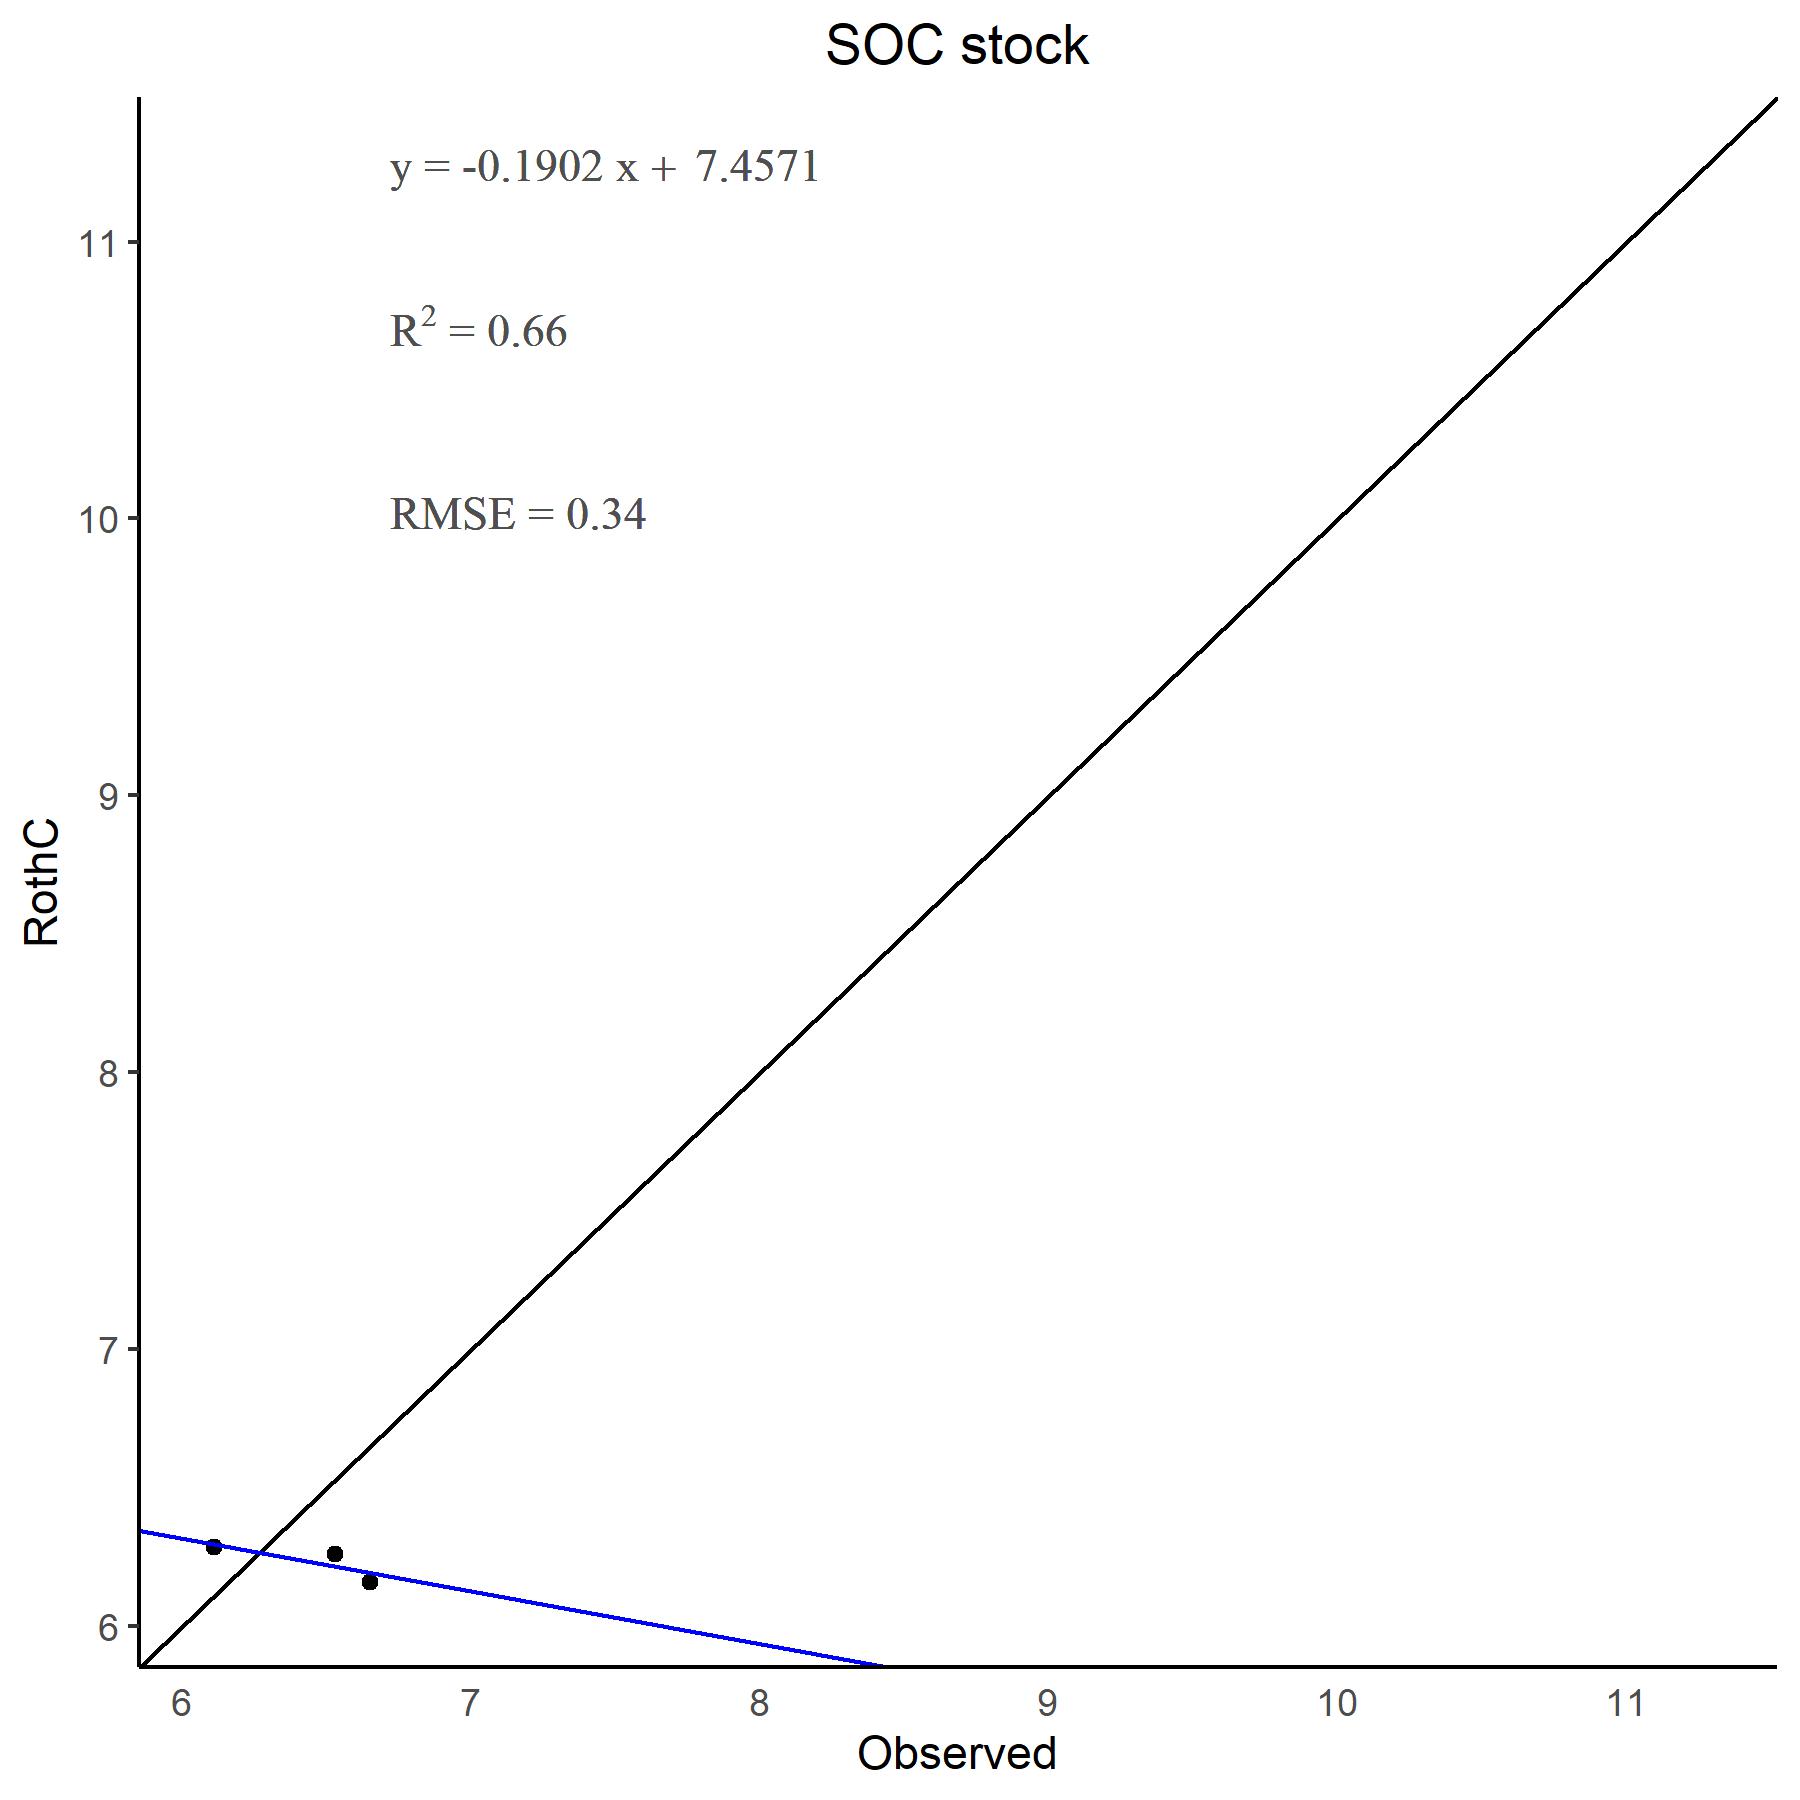 SOC stock
y = -0.1902 x + 7.4571
R² = 0.66
RMSE = 0.34
11
10
9
8
7
6
RothC
6 7 8 9 10 11
Observed